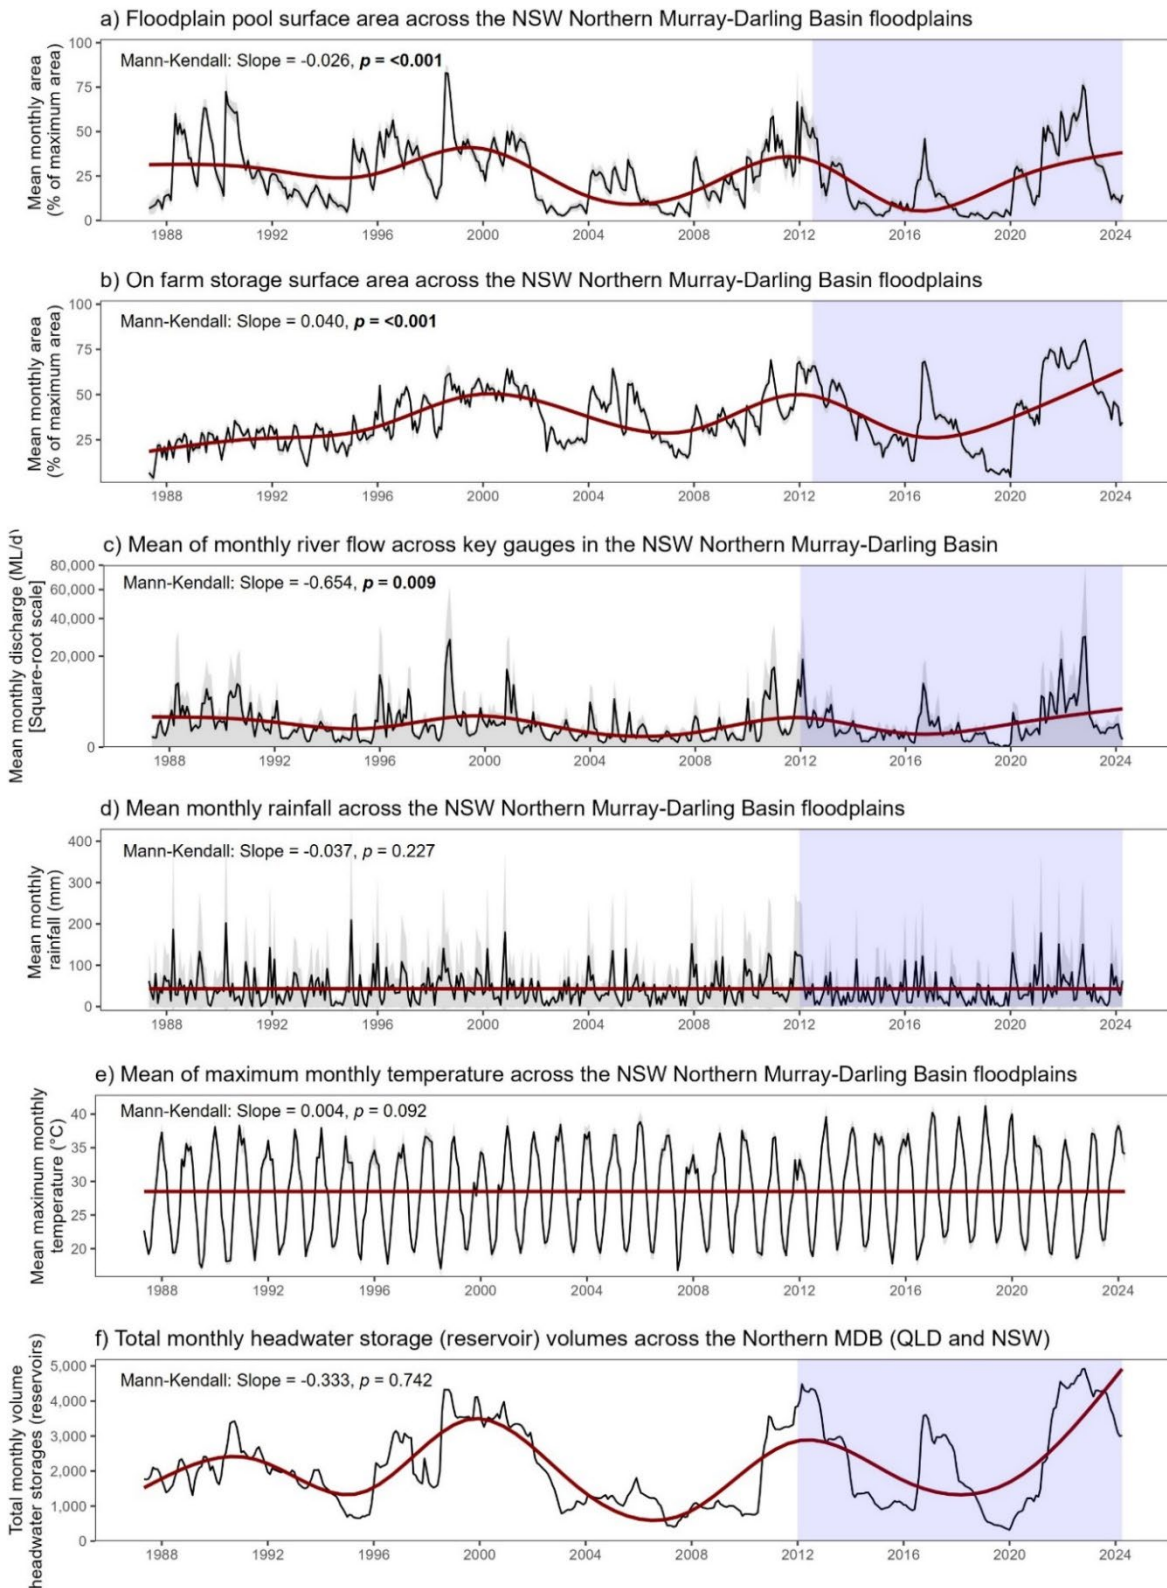 a) Floodplain pool surface area across the NSW Northern Murray-Darling Basin floodplains
Mann-Kendall: Slope = -0.026, p = <0.001
Mean monthly area
(% of maximum area)
100
75
50
25
0
1988 1992 1996 2000 2004 2008 2012 2016 2020 2024
b) On farm storage surface area across the NSW Northern Murray-Darling Basin floodplains
Mann-Kendall: Slope = 0.040, p = <0.001
Mean monthly area
(% of maximum area)
100
75
50
25
1988 1992 1996 2000 2004 2008 2012 2016 2020 2024
c) Mean of monthly river flow across key gauges in the NSW Northern Murray-Darling Basin
Mann-Kendall: Slope = -0.654, p = 0.009
Mean monthly discharge (ML/d)
[Square-root scale]
80,000
60,000
40,000
20,000
0
1988 1992 1996 2000 2004 2008 2012 2016 2020 2024
d) Mean monthly rainfall across the NSW Northern Murray-Darling Basin floodplains
Mann-Kendall: Slope = -0.037, p = 0.227
Mean monthly
rainfall (mm)
400
300
200
100
0
1988 1992 1996 2000 2004 2008 2012 2016 2020 2024
e) Mean of maximum monthly temperature across the NSW Northern Murray-Darling Basin floodplains
Mann-Kendall: Slope = 0.004, p = 0.092
Mean maximum monthly
temperature (°C)
40
35
30
25
20
1988 1992 1996 2000 2004 2008 2012 2016 2020 2024
f) Total monthly headwater storage (reservoir) volumes across the Northern MDB (QLD and NSW)
Mann-Kendall: Slope = -0.333, p = 0.742
Total monthly volume
headwater storages (reservoirs)
5,000
4,000
3,000
2,000
1,000
0
1988 1992 1996 2000 2004 2008 2012 2016 2020 2024